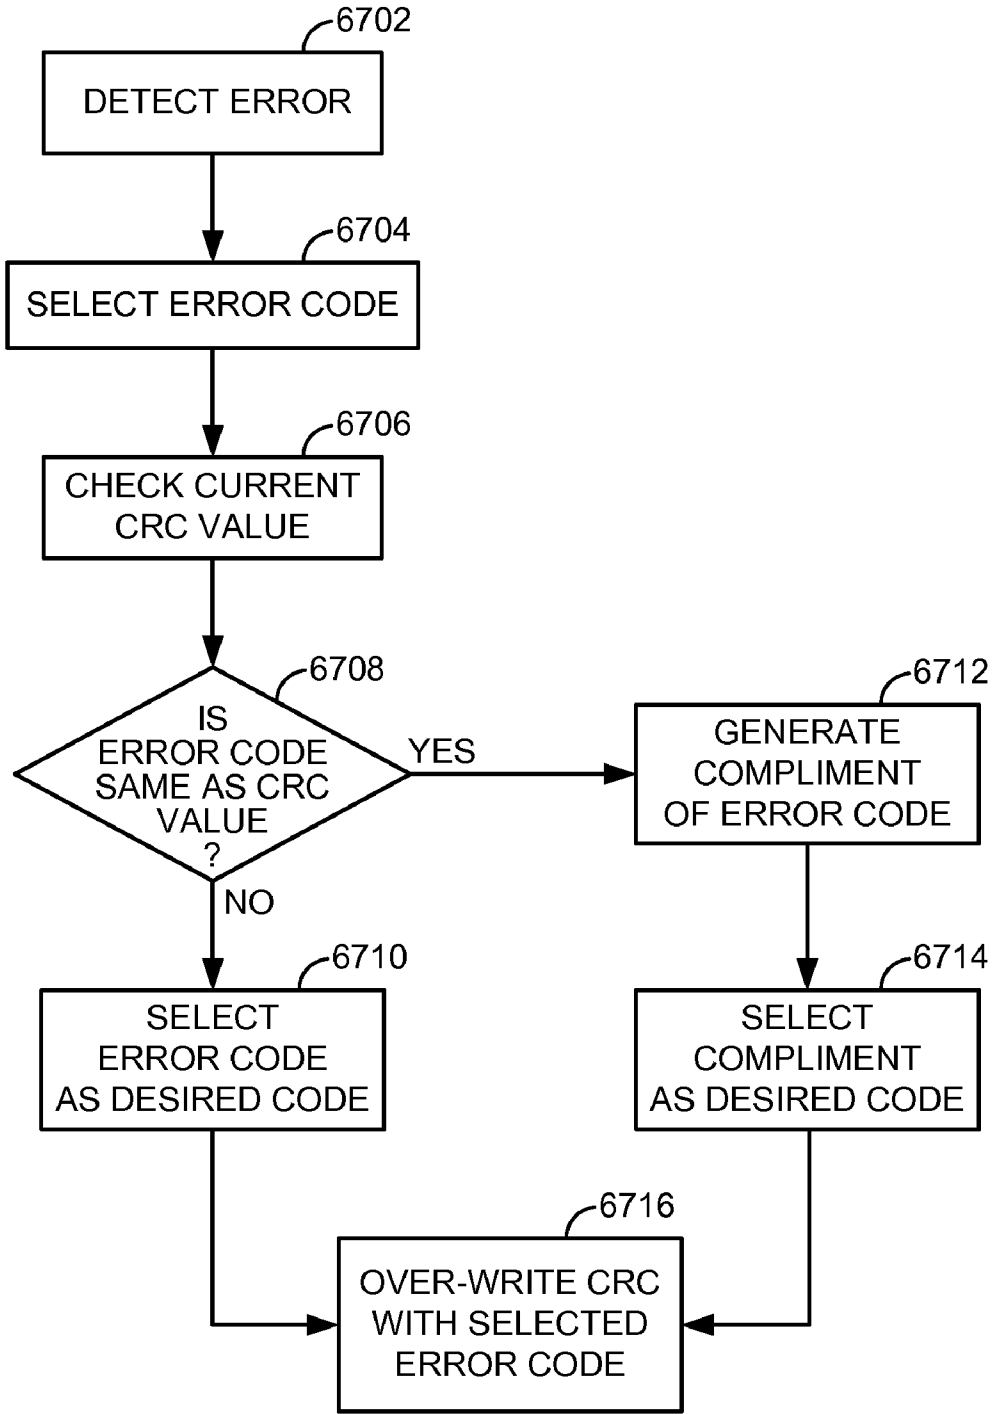 6702
DETECT ERROR
6704
SELECT ERROR CODE
6706
CHECK CURRENT
CRC VALUE
6708
IS
ERROR CODE
SAME AS CRC
VALUE
?
YES
NO
6712
GENERATE
COMPLIMENT
OF ERROR CODE
6710
SELECT
ERROR CODE
AS DESIRED CODE
6714
SELECT
COMPLIMENT
AS DESIRED CODE
6716
OVER-WRITE CRC
WITH SELECTED
ERROR CODE